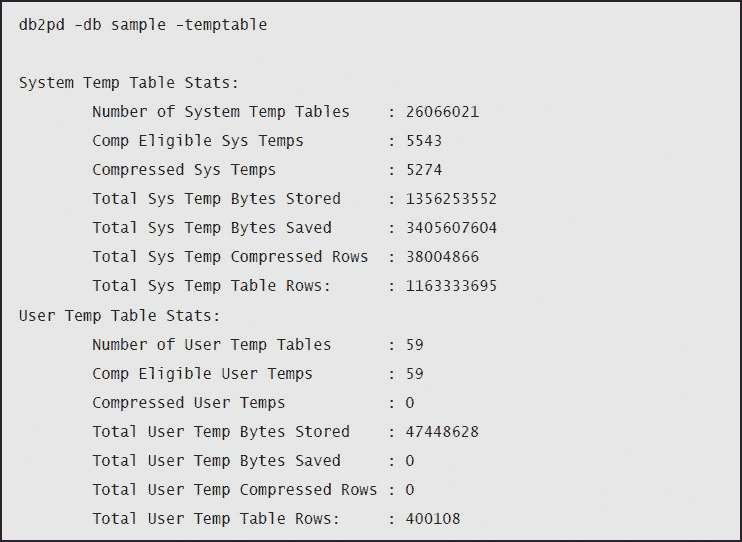 db2pd -db sample -temptable
System Temp Table Stats:
Number of System Temp Tables : 26066021
Comp Eligible Sys Temps : 5543
Compressed Sys Temps : 5274
Total Sys Temp Bytes Stored : 1356253552
Total Sys Temp Bytes Saved : 3405607604
Total Sys Temp Compressed Rows : 38004866
Total Sys Temp Table Rows: : 1163333695
User Temp Table Stats:
Number of User Temp Tables : 59
Comp Eligible User Temps : 59
Compressed User Temps : 0
Total User Temp Bytes Stored : 47448628
Total User Temp Bytes Saved : 0
Total User Temp Compressed Rows : 0
Total User Temp Table Rows: : 400108